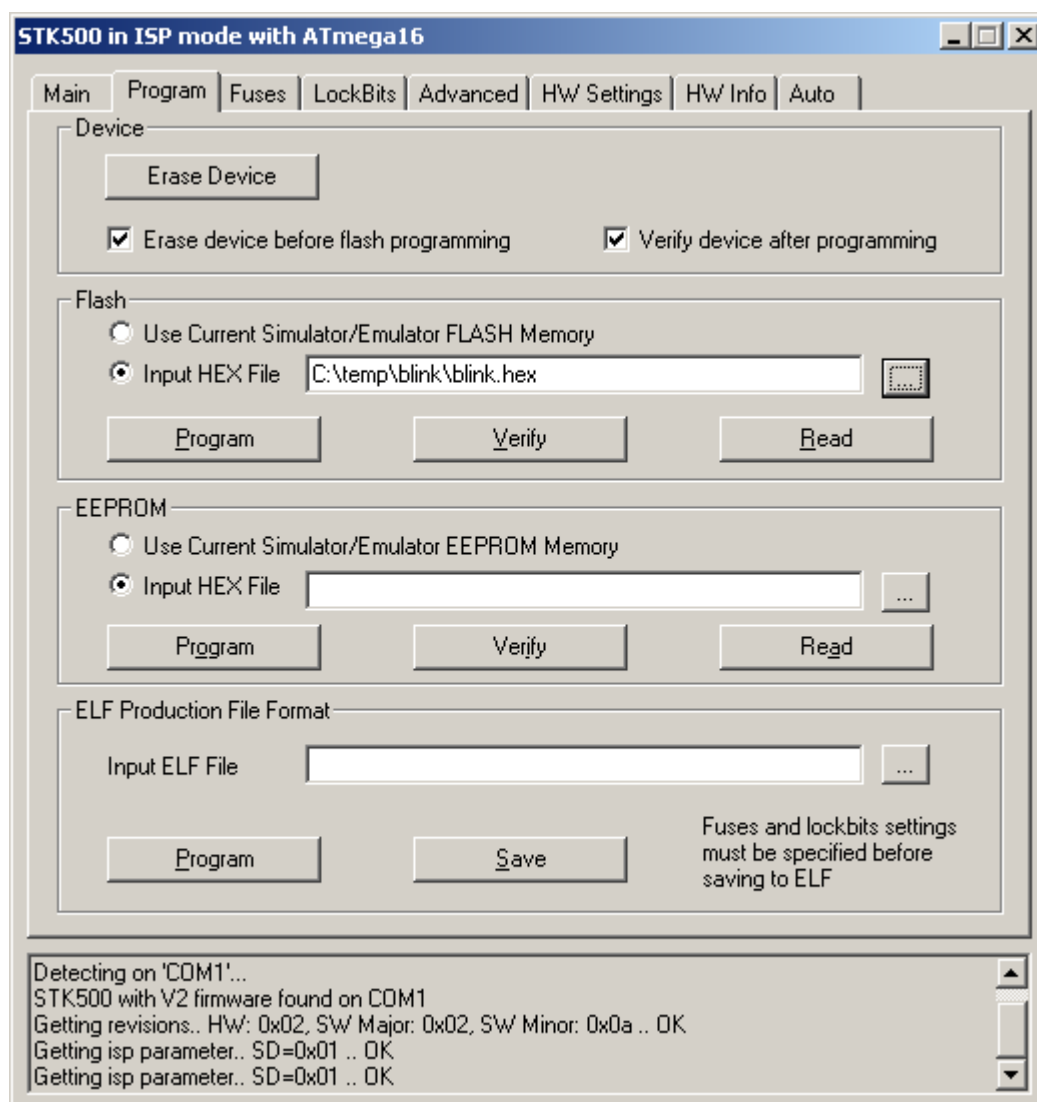 STK500 in ISP mode with ATmega16
Main Program Fuses LockBits Advanced HW Settings HW Info Auto
Device
Erase Device
Erase device before flash programming Verify device after programming
Flash
Use Current Simulator/Emulator FLASH Memory
Input HEX File C:\temp\blink\blink.hex ...
Program Verify Read
EEPROM
Use Current Simulator/Emulator EEPROM Memory
Input HEX File ...
Program Verify Read
ELF Production File Format
Input ELF File ...
Fuses and lockbits settings
must be specified before
saving to ELF
Program Save
Detecting on 'COM1'...
STK500 with V2 firmware found on COM1
Getting revisions.. HW: 0x02, SW Major: 0x02, SW Minor: 0x0a .. OK
Getting isp parameter.. SD=0x01 .. OK
Getting isp parameter.. SD=0x01 .. OK